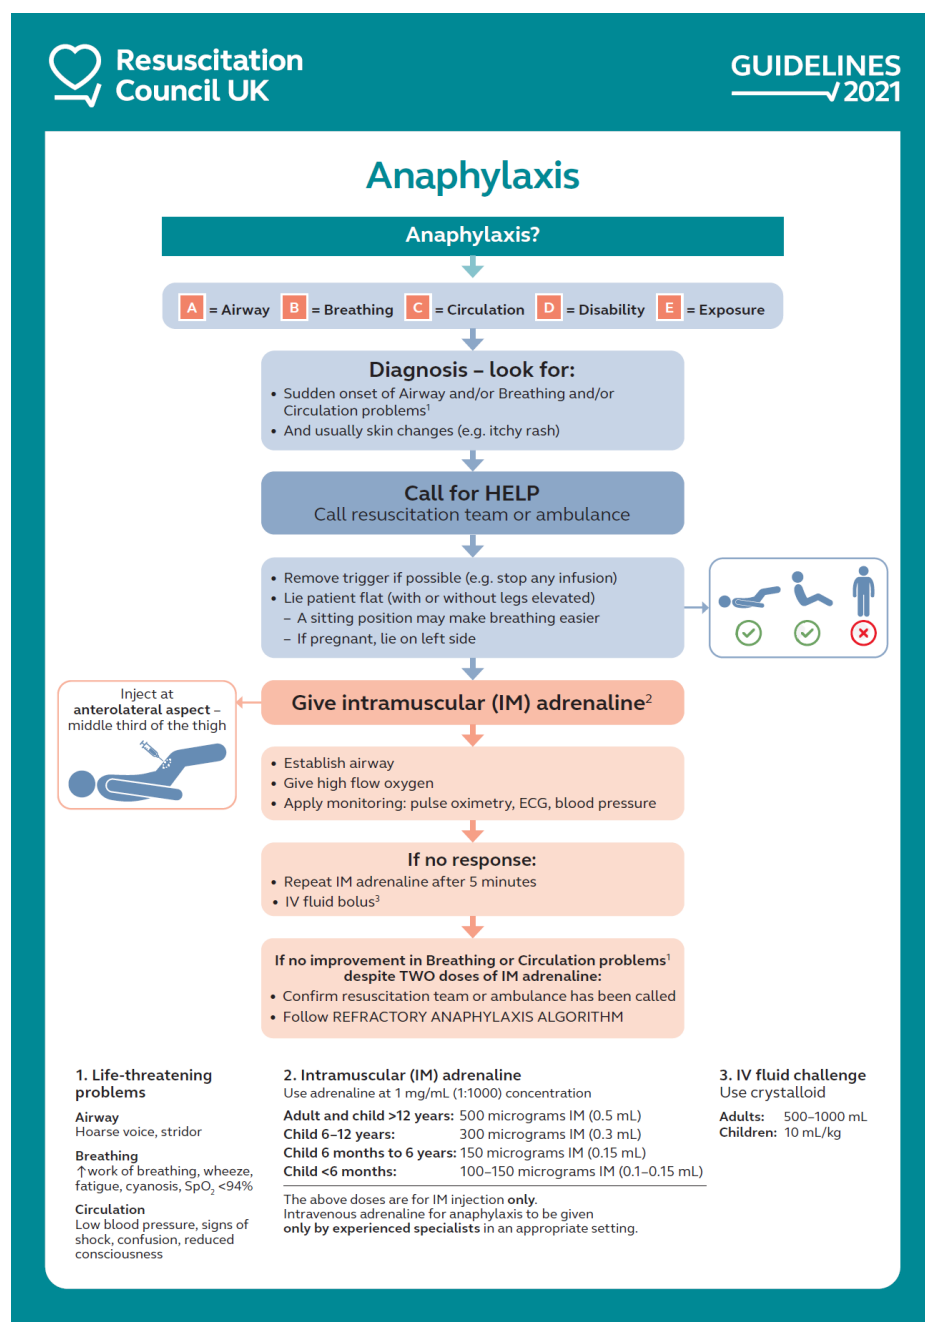 Resuscitation
Council UK
GUIDELINES
2021
Anaphylaxis
Anaphylaxis?
A = Airway B = Breathing C = Circulation D = Disability E = Exposure
Diagnosis – look for:
• Sudden onset of Airway and/or Breathing and/or
Circulation problems¹
• And usually skin changes (e.g. itchy rash)
Call for HELP
Call resuscitation team or ambulance
• Remove trigger if possible (e.g. stop any infusion)
• Lie patient flat (with or without legs elevated)
– A sitting position may make breathing easier
– If pregnant, lie on left side
Give intramuscular (IM) adrenaline²
Inject at
anterolateral aspect –
middle third of the thigh
• Establish airway
• Give high flow oxygen
• Apply monitoring: pulse oximetry, ECG, blood pressure
If no response:
• Repeat IM adrenaline after 5 minutes
• IV fluid bolus³
If no improvement in Breathing or Circulation problems¹
despite TWO doses of IM adrenaline:
• Confirm resuscitation team or ambulance has been called
• Follow REFRACTORY ANAPHYLAXIS ALGORITHM
1. Life-threatening
problems
Airway
Hoarse voice, stridor
Breathing
↑work of breathing, wheeze,
fatigue, cyanosis, SpO₂ <94%
Circulation
Low blood pressure, signs of
shock, confusion, reduced
consciousness
2. Intramuscular (IM) adrenaline
Use adrenaline at 1 mg/mL (1:1000) concentration
Adult and child >12 years: 500 micrograms IM (0.5 mL)
Child 6–12 years: 300 micrograms IM (0.3 mL)
Child 6 months to 6 years: 150 micrograms IM (0.15 mL)
Child <6 months: 100–150 micrograms IM (0.1–0.15 mL)
The above doses are for IM injection only.
Intravenous adrenaline for anaphylaxis to be given
only by experienced specialists in an appropriate setting.
3. IV fluid challenge
Use crystalloid
Adults: 500–1000 mL
Children: 10 mL/kg